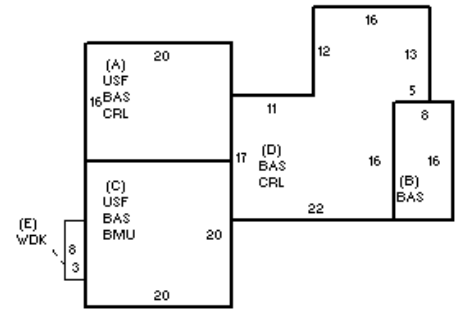 16
20
12
13
(A)
USF
16 BAS
CRL
5
11
8
17
(D)
BAS
CRL
16
16
(B)
BAS
(C)
USF
BAS
BMU
20
22
(E)
WDK
8
3
20